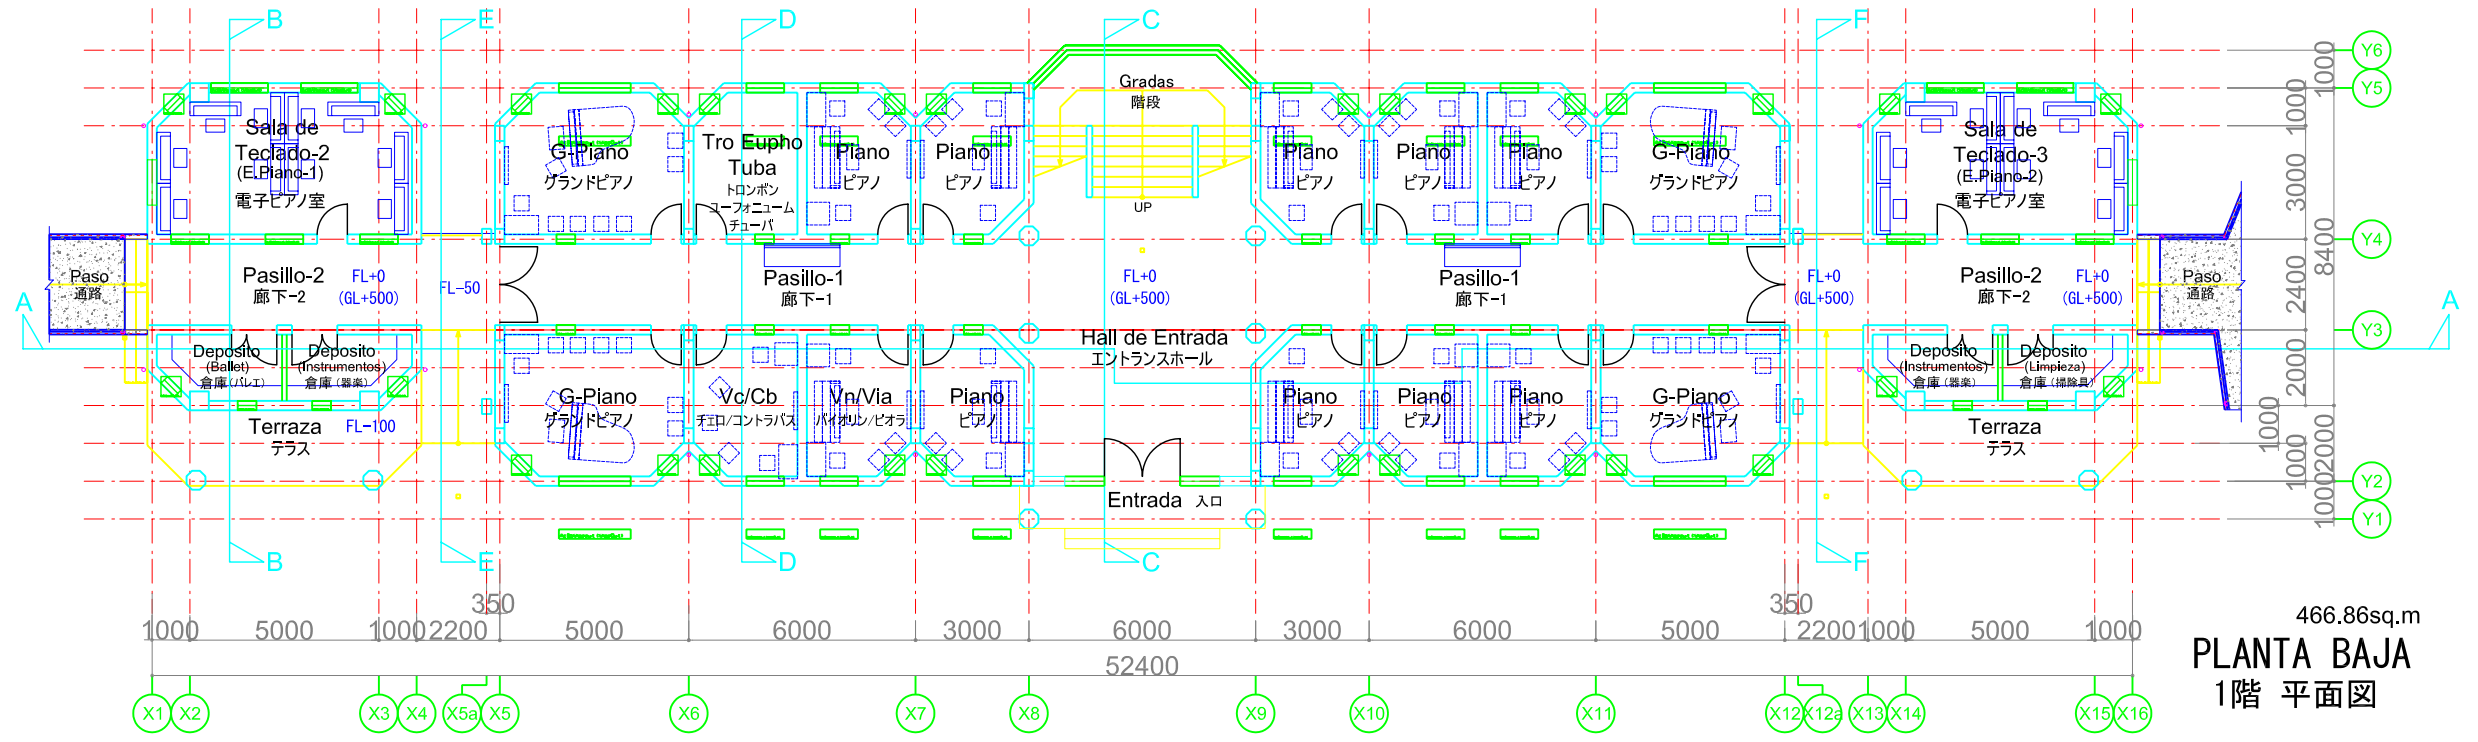 B
E
D
C
F
Y6
1000
Y5
1000
Gradas
階段
Sala de
Teclado-2
(E.Piano-1)
電子ピアノ室
G-Piano
グランドピアノ
Tro Eupho
Tuba
トロンボン
ユーフォニューム
チューバ
Piano
ピアノ
Piano
ピアノ
UP
Piano
ピアノ
Piano
ピアノ
Piano
ピアノ
G-Piano
グランドピアノ
Sala de
Teclado-3
(E.Piano-2)
電子ピアノ室
3000
Y4
8400
2400
Paso
通路
Pasillo-2
廊下-2
FL+0
(GL+500)
FL-50
Pasillo-1
廊下-1
FL+0
(GL+500)
Pasillo-1
廊下-1
FL+0
(GL+500)
Pasillo-2
廊下-2
FL+0
(GL+500)
Paso
通路
A
A
Y3
Hall de Entrada
エントランスホール
Deposito
(Ballet)
倉庫(バレエ)
Deposito
(Instrumentos)
倉庫(器楽)
Deposito
(Instrumentos)
倉庫(器楽)
Deposito
(Limpieza)
倉庫(掃除具)
2000
G-Piano
グランドピアノ
Vc/Cb
チェロ/コントラバス
Vn/Via
バイオリン/ビオラ
Piano
ピアノ
Piano
ピアノ
Piano
ピアノ
Piano
ピアノ
G-Piano
グランドピアノ
Terraza
テラス
FL-100
Terraza
テラス
1000
1000
2000
Y2
1000
Y1
Entrada 入口
B
E
D
C
F
350
350
1000
5000
1000
2200
5000
6000
3000
6000
3000
6000
5000
2200
1000
5000
1000
52400
466.86sq.m
PLANTA BAJA
1階 平面図
X1
X2
X3
X4
X5a
X5
X6
X7
X8
X9
X10
X11
X12
X12a
X13
X14
X15
X16